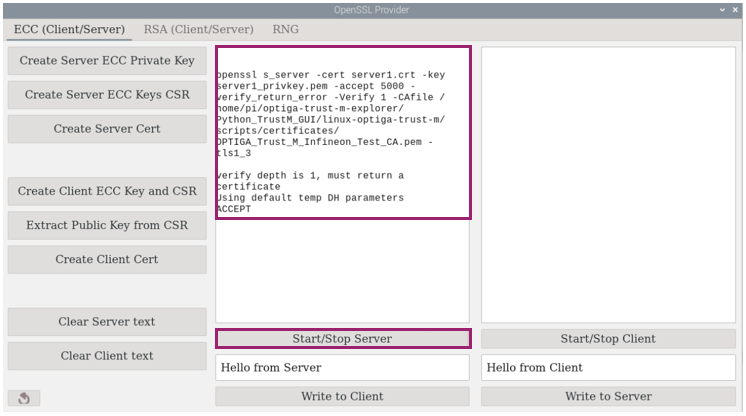 OpenSSL Provider
ECC (Client/Server)
RSA (Client/Server)
RNG
Create Server ECC Private Key
Create Server ECC Keys CSR
Create Server Cert
Create Client ECC Key and CSR
Extract Public Key from CSR
Create Client Cert
Clear Server text
Clear Client text
openssl s_server -cert server1.crt -key
server1_privkey.pem -accept 5000 -
verify_return_error -Verify 1 -CAfile /
home/pi/optiga-trust-m-explorer/
Python_TrustM_GUI/linux-optiga-trust-m/
scripts/certificates/
OPTIGA_Trust_M_Infineon_Test_CA.pem -
tls1_3
verify depth is 1, must return a
certificate
Using default temp DH parameters
ACCEPT
Start/Stop Server
Hello from Server
Write to Client
Start/Stop Client
Hello from Client
Write to Server